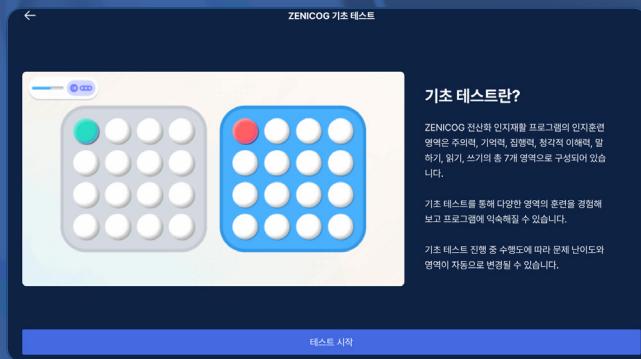 ZENICOG 기초 테스트
기초 테스트란?
ZENICOG 전산화 인지재활 프로그램의 인지훈련
영역은 주의력, 기억력, 집행력, 청각적 이해력, 말
하기, 읽기, 쓰기의 총 7개 영역으로 구성되어 있습
니다.
기초 테스트를 통해 다양한 영역의 훈련을 경험해
보고 프로그램에 익숙해질 수 있습니다.
기초 테스트 진행 중 수행도에 따라 문제 난이도와
영역이 자동으로 변경될 수 있습니다.
테스트 시작